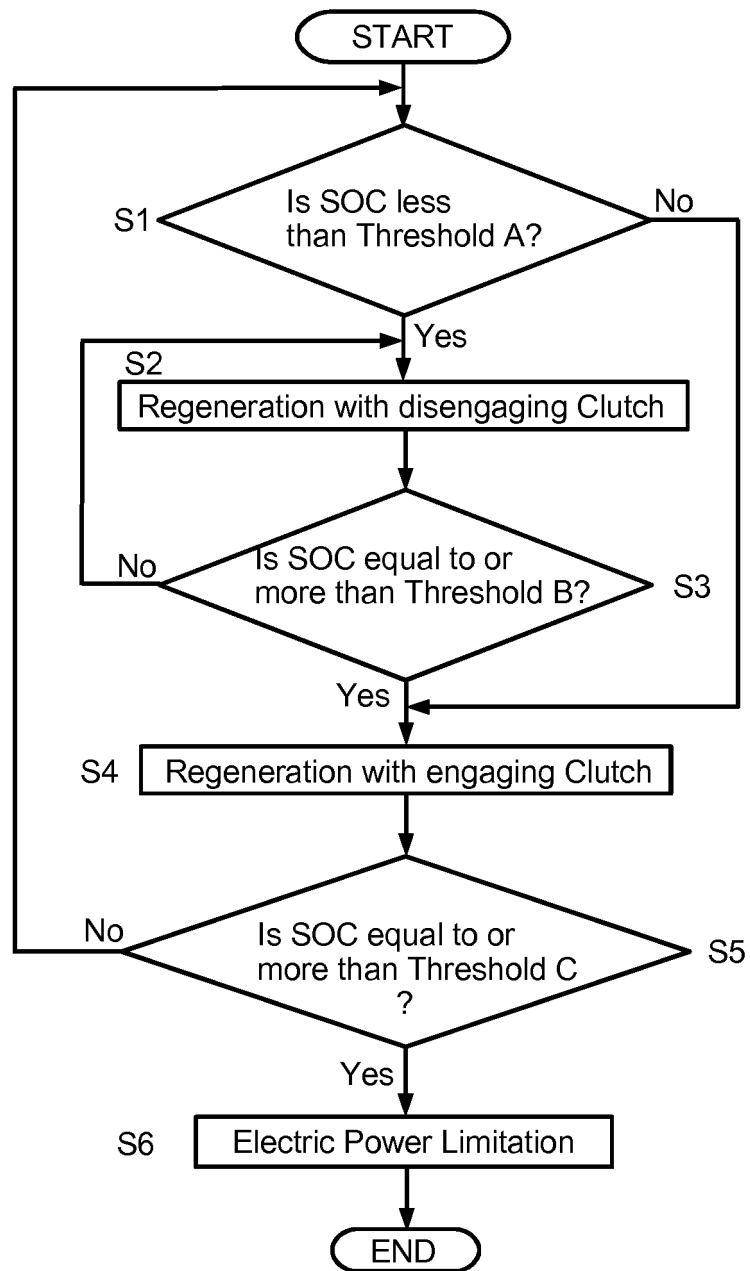 START
S1
Is SOC less
than Threshold A?
No
Yes
S2
Regeneration with disengaging Clutch
No
Is SOC equal to or
more than Threshold B?
S3
Yes
S4
Regeneration with engaging Clutch
No
Is SOC equal to or
more than Threshold C
?
S5
Yes
S6
Electric Power Limitation
END